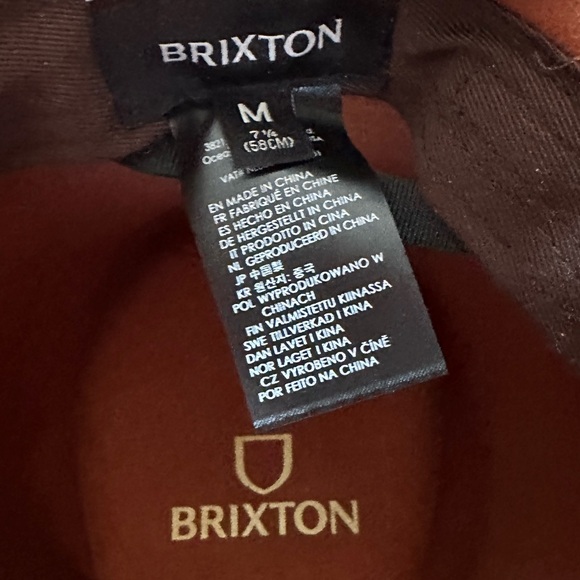 BRIXTON
M
7 ¼
(58CM)
382
Ocea
VAT#
EN MADE IN CHINA
FR FABRIQUÉ EN CHINE
ES HECHO EN CHINA
DE HERGESTELLT IN CHINA
IT PRODOTTO IN CINA
NL GEPRODUCEERD IN CHINA
JP 中国製
KR 원산지: 중국
POL WYPRODUKOWANO W
CHINACH
FIN VALMISTETTU KIINASSA
SWE TILLVERKAD I KINA
DAN LAVET I KINA
NOR LAGET I KINA
CZ VYROBENO V ČÍNĚ
POR FEITO NA CHINA
BRIXTON